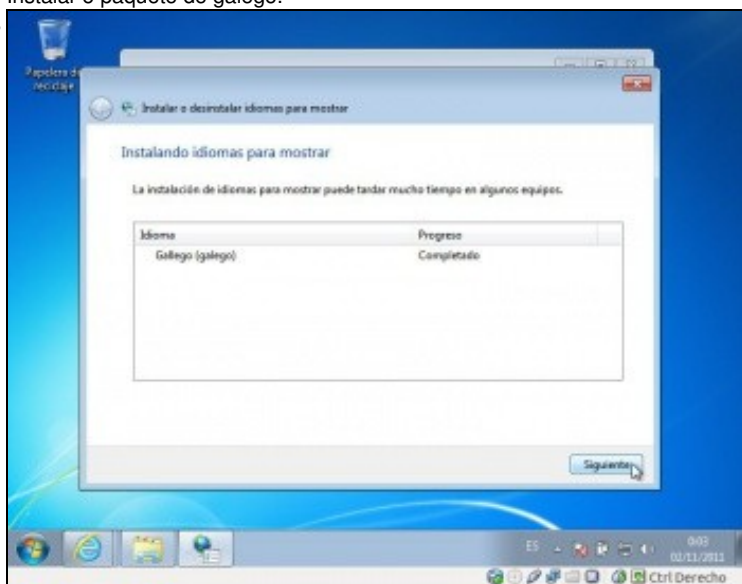 instalar o paquete de galego.
Papelera de
reciclaje
Instalar o desinstalar idiomas para mostrar
Instalando idiomas para mostrar
La instalación de idiomas para mostrar puede tardar mucho tiempo en algunos equipos.
Idioma Progreso
Gallego (galego) Completado
Siguiente
ES 0:03
02/11/2011
Ctrl Derecho